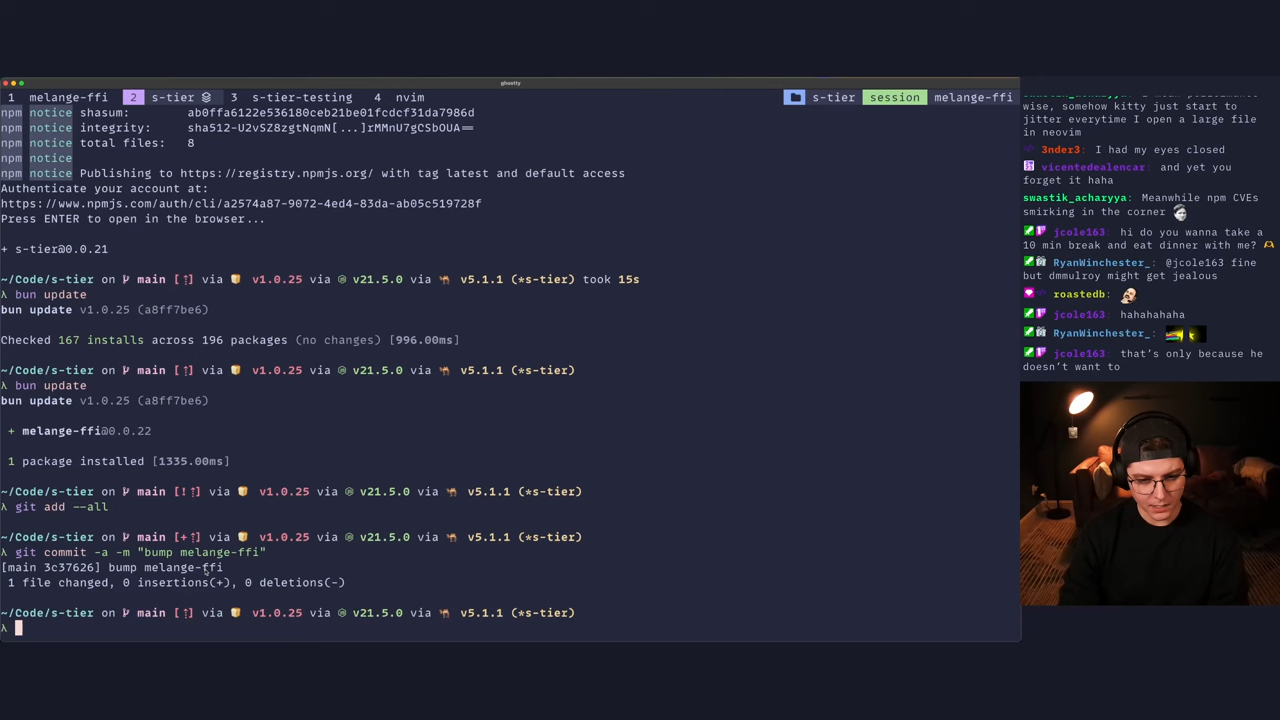 ghostty
1 melange-ffi 2 s-tier 3 s-tier-testing 4 nvim s-tier session melange-ffi
npm notice shasum: ab0ffa6122e536180ceb21be01fcdcf31da7986d
npm notice integrity: sha512-U2vSZ8zgtNqmN[...]rMMnU7gCSbOUA==
npm notice total files: 8
npm notice
npm notice Publishing to https://registry.npmjs.org/ with tag latest and default access
Authenticate your account at:
https://www.npmjs.com/auth/cli/a2574a87-9072-4ed4-83da-ab05c519728f
Press ENTER to open in the browser...
+ s-tier@0.0.21
~/Code/s-tier on main [⇡] via v1.0.25 via v21.5.0 via v5.1.1 (*s-tier) took 15s
λ bun update
bun update v1.0.25 (a8ff7be6)
Checked 167 installs across 196 packages (no changes) [996.00ms]
~/Code/s-tier on main [⇡] via v1.0.25 via v21.5.0 via v5.1.1 (*s-tier)
λ bun update
bun update v1.0.25 (a8ff7be6)
+ melange-ffi@0.0.22
1 package installed [1335.00ms]
~/Code/s-tier on main [!⇡] via v1.0.25 via v21.5.0 via v5.1.1 (*s-tier)
λ git add --all
~/Code/s-tier on main [+⇡] via v1.0.25 via v21.5.0 via v5.1.1 (*s-tier)
λ git commit -a -m "bump melange-ffi"
[main 3c37626] bump melange-ffi
1 file changed, 0 insertions(+), 0 deletions(-)
~/Code/s-tier on main [⇡] via v1.0.25 via v21.5.0 via v5.1.1 (*s-tier)
λ
wise, somehow kitty just start to
jitter everytime I open a large file
in neovim
3nder3: I had my eyes closed
vicentedealencar: and yet you
forget it haha
swastik_acharyya: Meanwhile npm CVEs
smirking in the corner
jcole163: hi do you wanna take a
10 min break and eat dinner with me?
RyanWinchester_: @jcole163 fine
but dmmulroy might get jealous
roastedb:
jcole163: hahahahaha
RyanWinchester_:
jcole163: that's only because he
doesn't want to